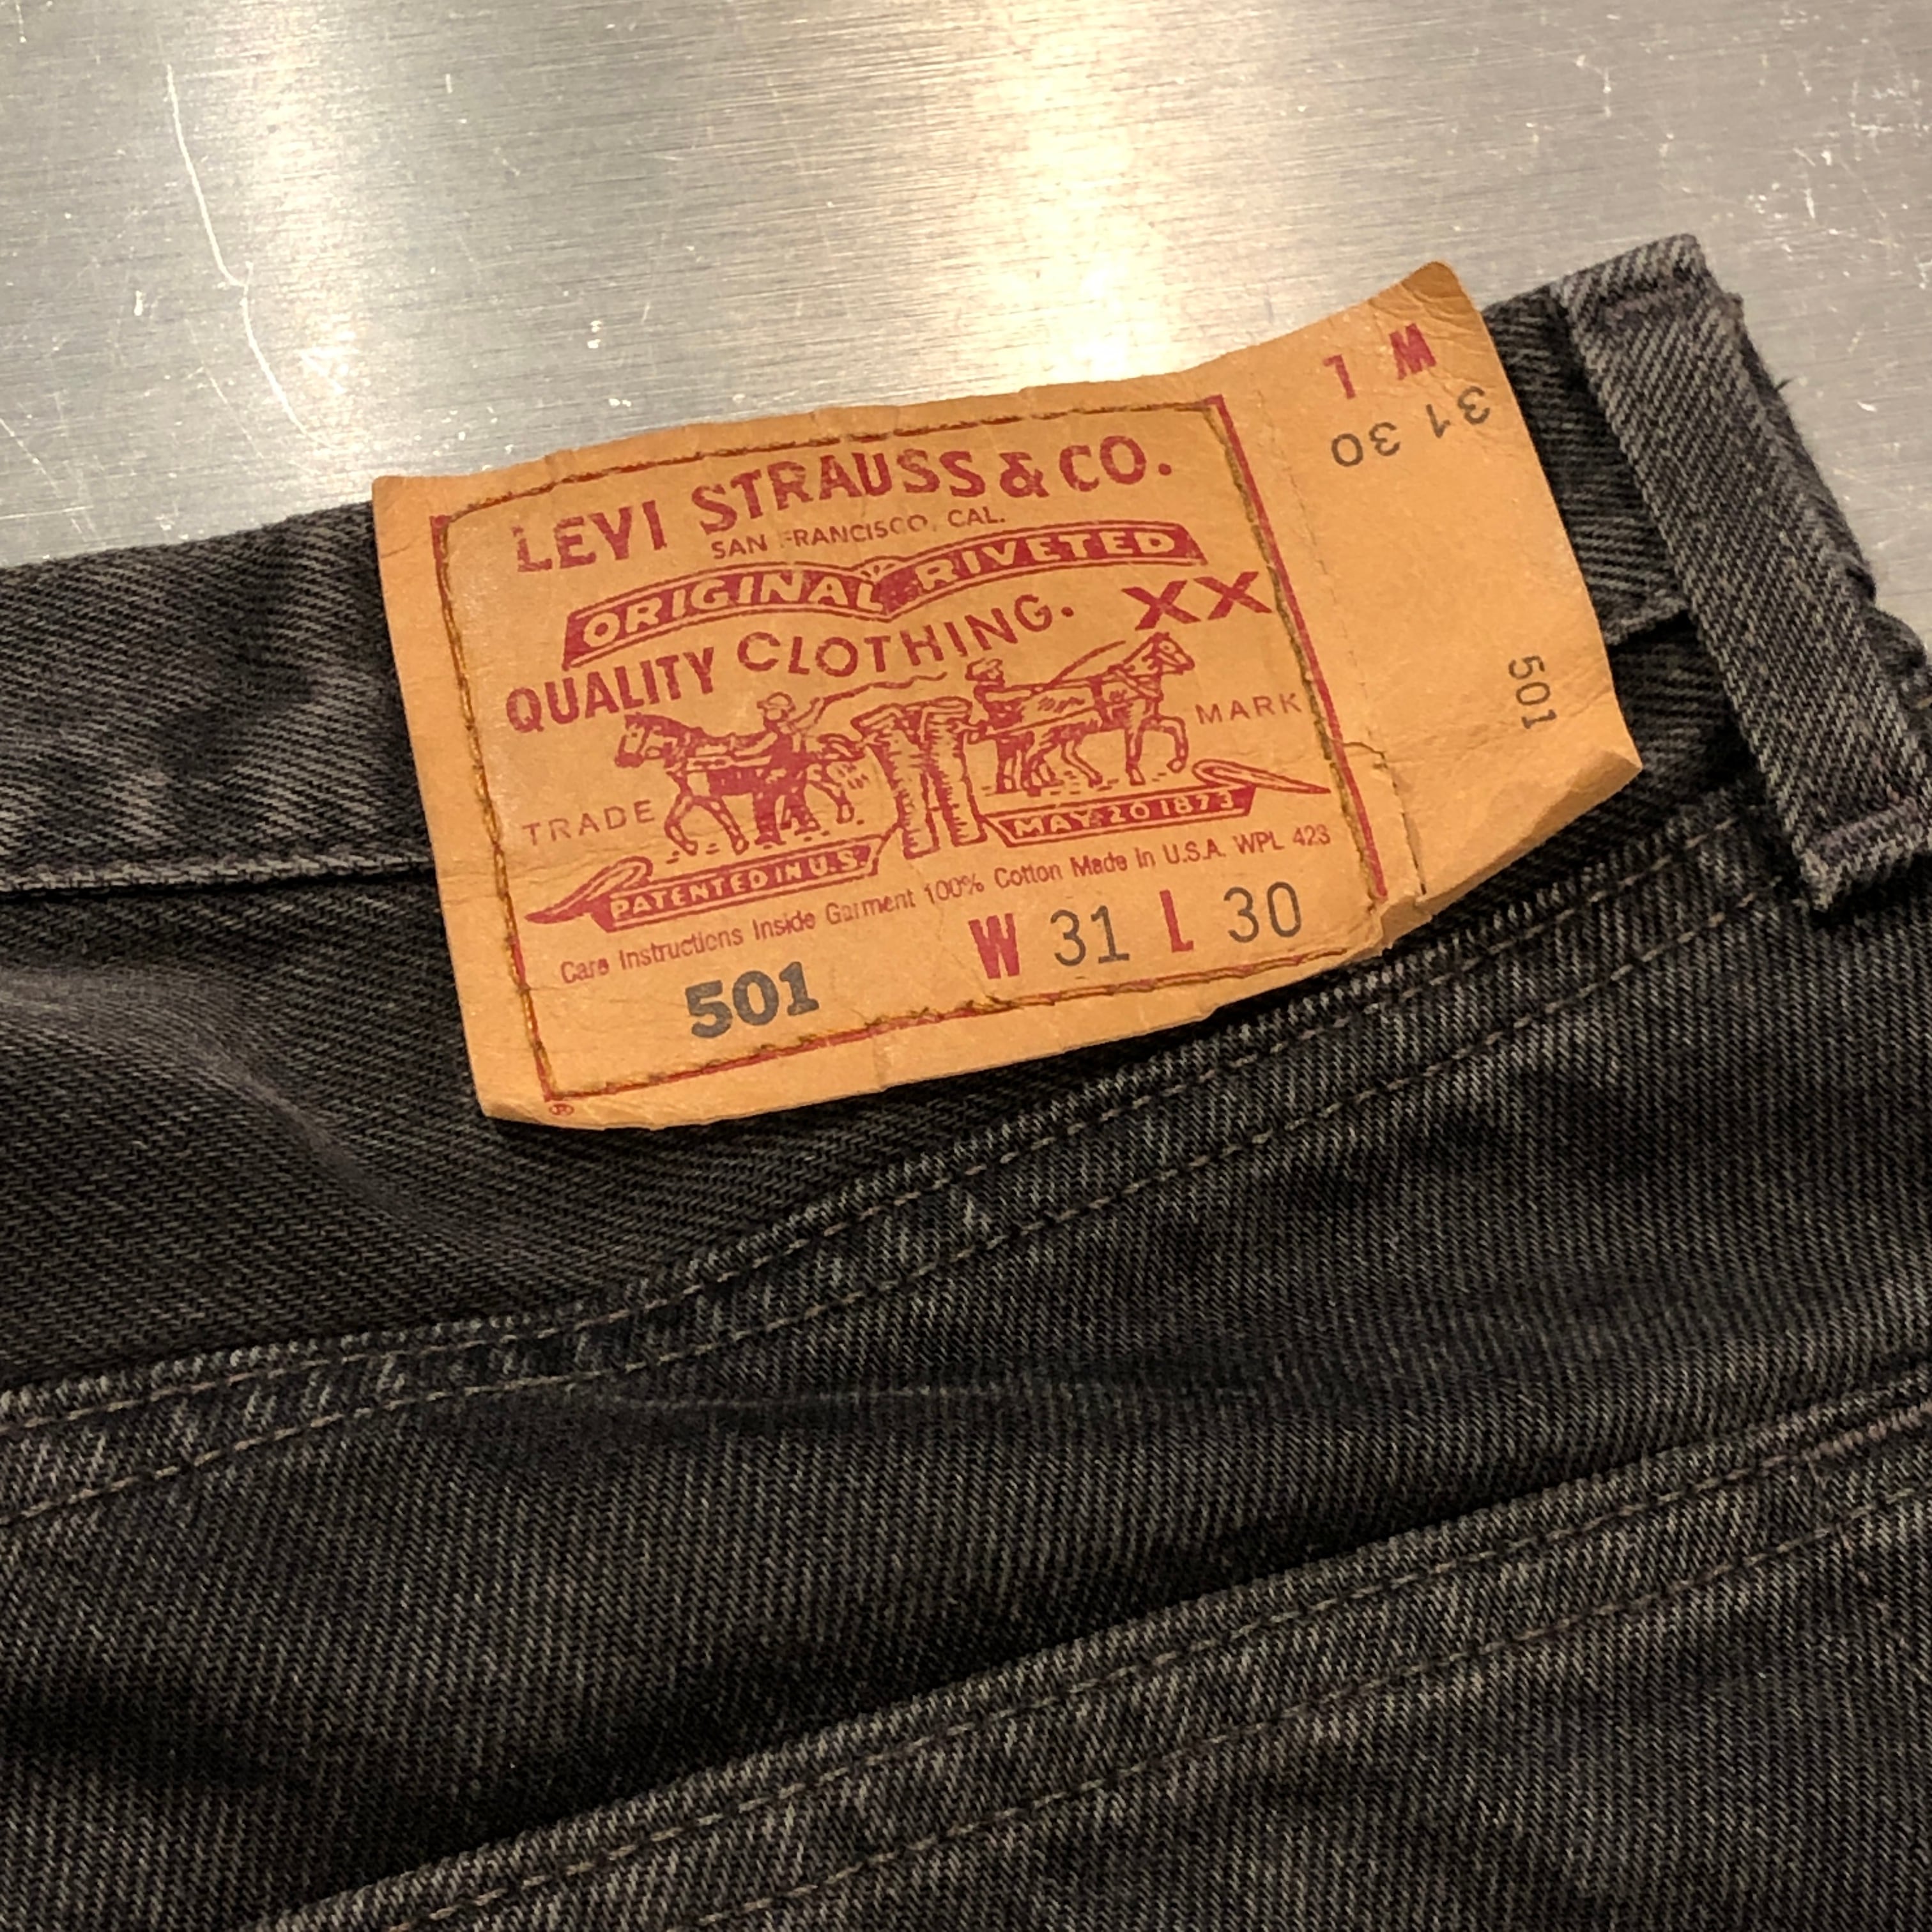 LEVI STRAUSS & CO.
SAN FRANCISCO, CAL.
ORIGINAL RIVETED
QUALITY CLOTHING. XX
TRADE MARK
PATENTED IN U.S. MAY 20 1873
Care Instructions Inside Garment 100% Cotton Made in U.S.A. WPL 423
501 W 31 L 30
®
W L
31 30
501